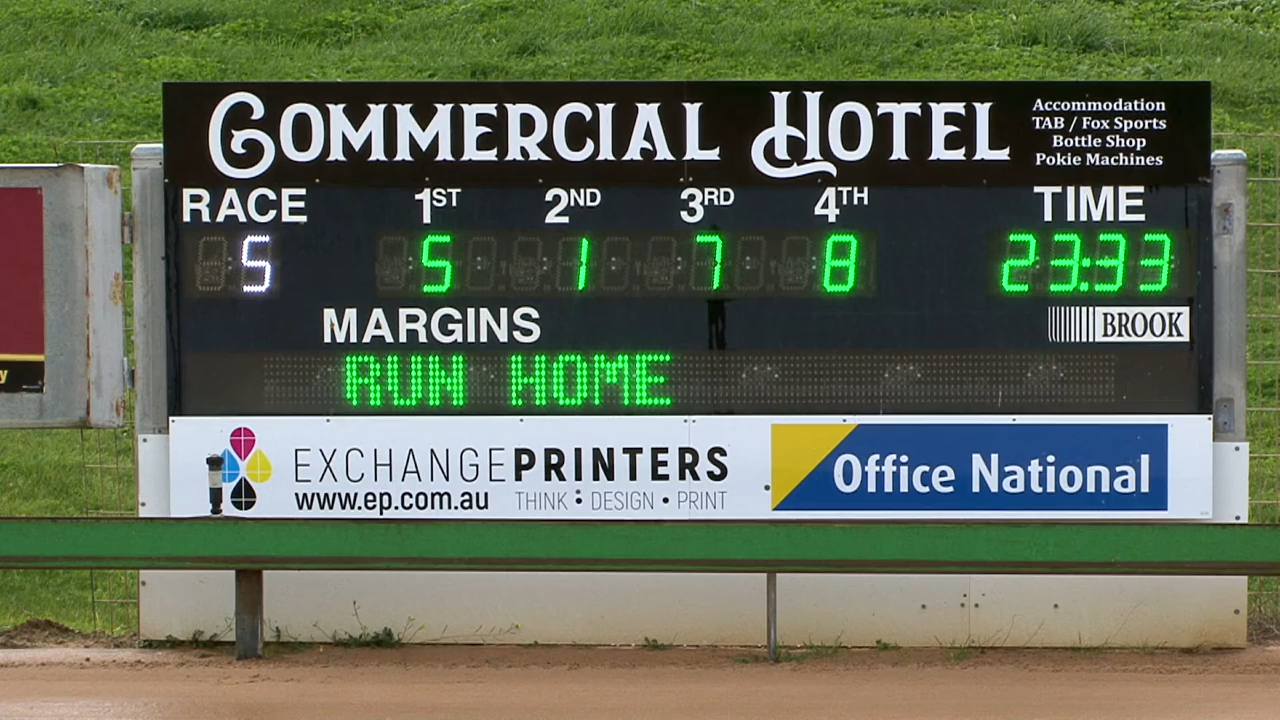 COMMERCIAL HOTEL
Accommodation
TAB / Fox Sports
Bottle Shop
Pokie Machines
RACE 1ST 2ND 3RD 4TH TIME
5 5 1 7 8 23:33
MARGINS
BROOK
RUN HOME
EXCHANGEPRINTERS
www.ep.com.au THINK • DESIGN • PRINT
Office National
y